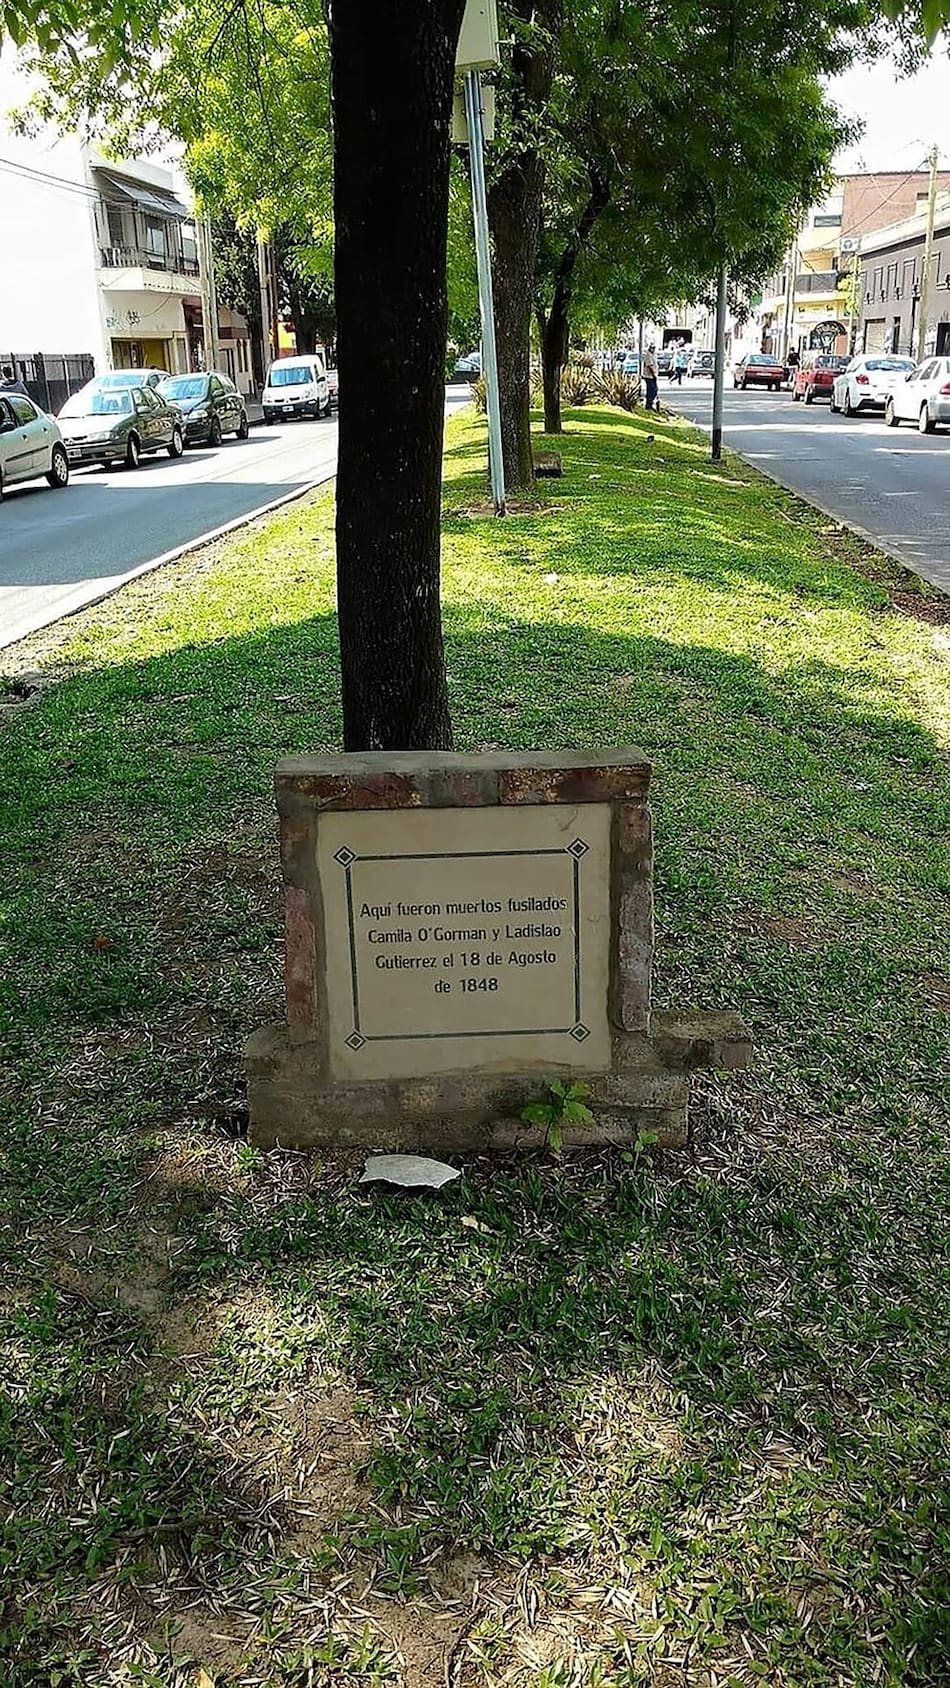 Aquí fueron muertos fusilados
Camila O'Gorman y Ladislao
Gutierrez el 18 de Agosto
de 1848